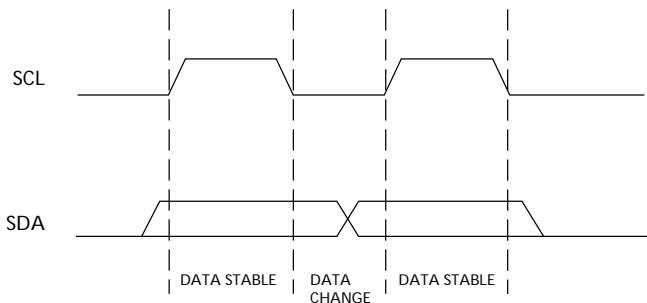 SCL
SDA
DATA STABLE
DATA
CHANGE
DATA STABLE